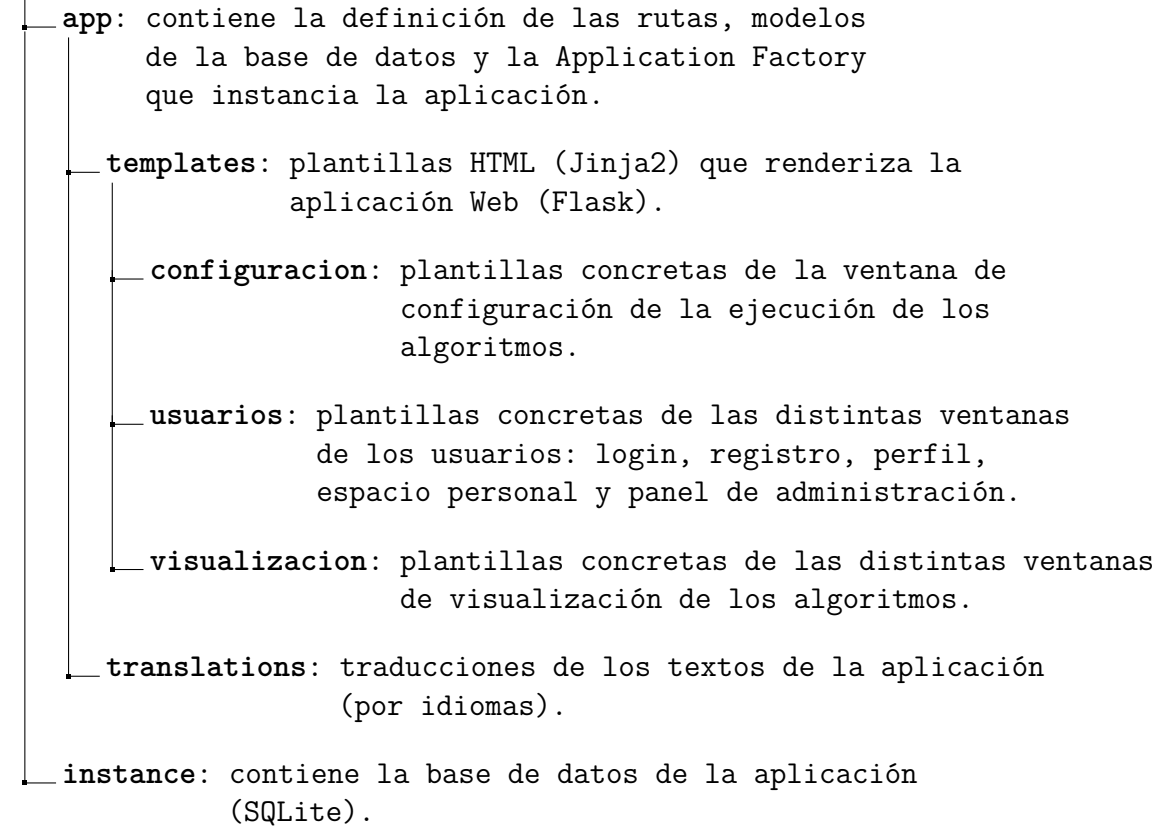 app: contiene la definición de las rutas, modelos
de la base de datos y la Application Factory
que instancia la aplicación.
templates: plantillas HTML (Jinja2) que renderiza la
aplicación Web (Flask).
configuracion: plantillas concretas de la ventana de
configuración de la ejecución de los
algoritmos.
usuarios: plantillas concretas de las distintas ventanas
de los usuarios: login, registro, perfil,
espacio personal y panel de administración.
visualizacion: plantillas concretas de las distintas ventanas
de visualización de los algoritmos.
translations: traducciones de los textos de la aplicación
(por idiomas).
instance: contiene la base de datos de la aplicación
(SQLite).